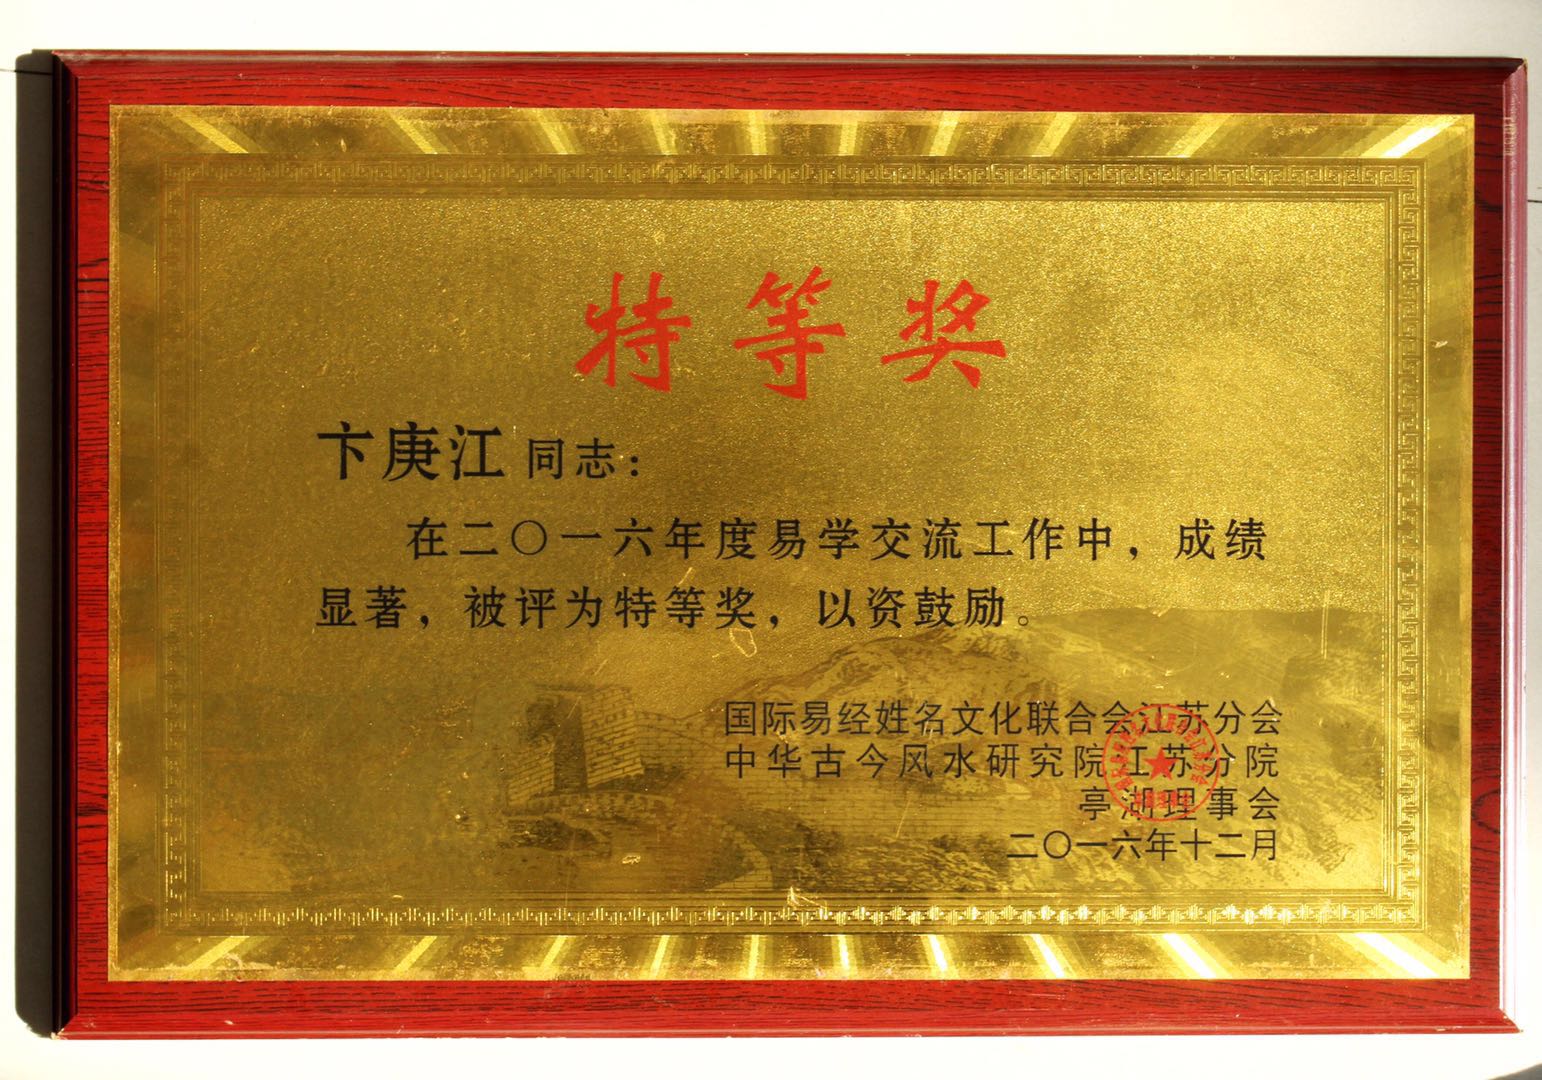 特等奖
卞庚江 同志：
在二〇一六年度易学交流工作中，成绩
显著，被评为特等奖，以资鼓励。
国际易经姓名文化联合会江苏分会
中华古今风水研究院江苏分院
亭湖理事会
二〇一六年十二月